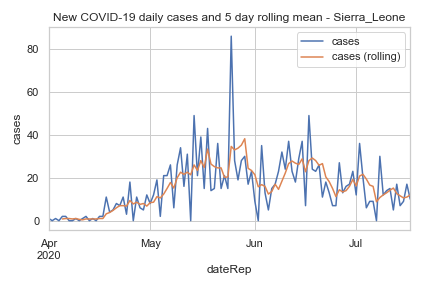 New COVID-19 daily cases and 5 day rolling mean - Sierra_Leone
cases
cases (rolling)
80
60
40
20
0
cases
Apr
2020
May
Jun
Jul
dateRep